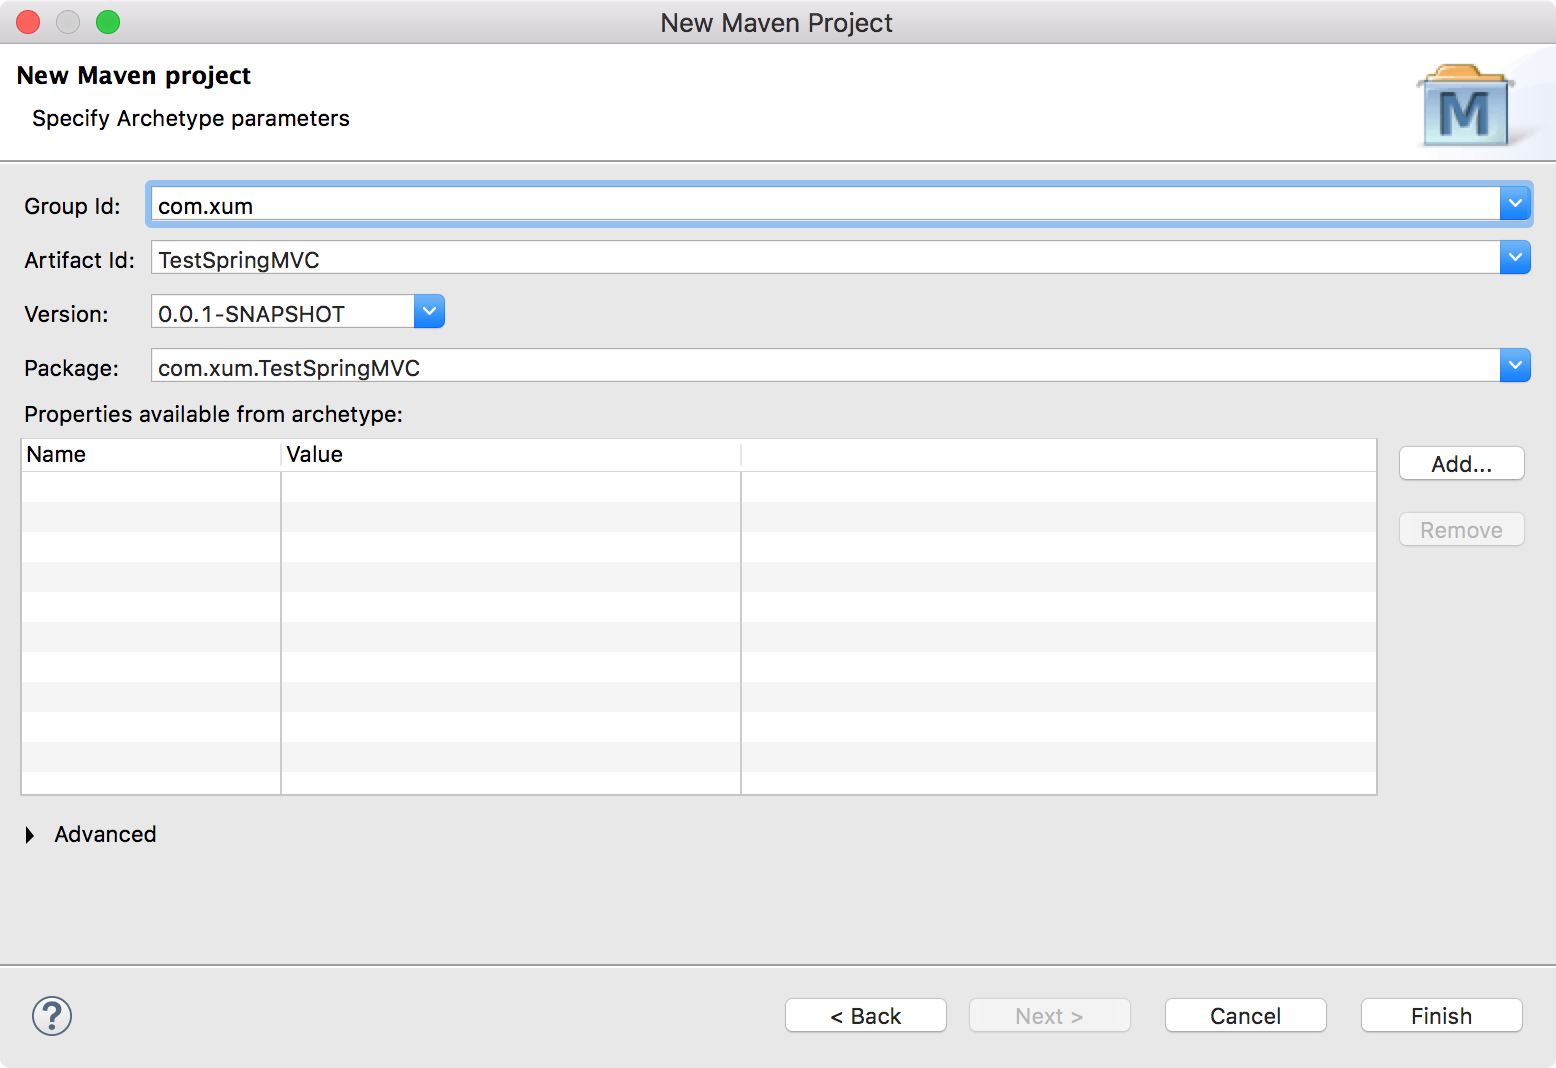 New Maven Project
New Maven project
Specify Archetype parameters
M
Group Id: com.xum
Artifact Id: TestSpringMVC
Version: 0.0.1-SNAPSHOT
Package: com.xum.TestSpringMVC
Properties available from archetype:
Name Value
Add...
Remove
Advanced
? < Back Next > Cancel Finish